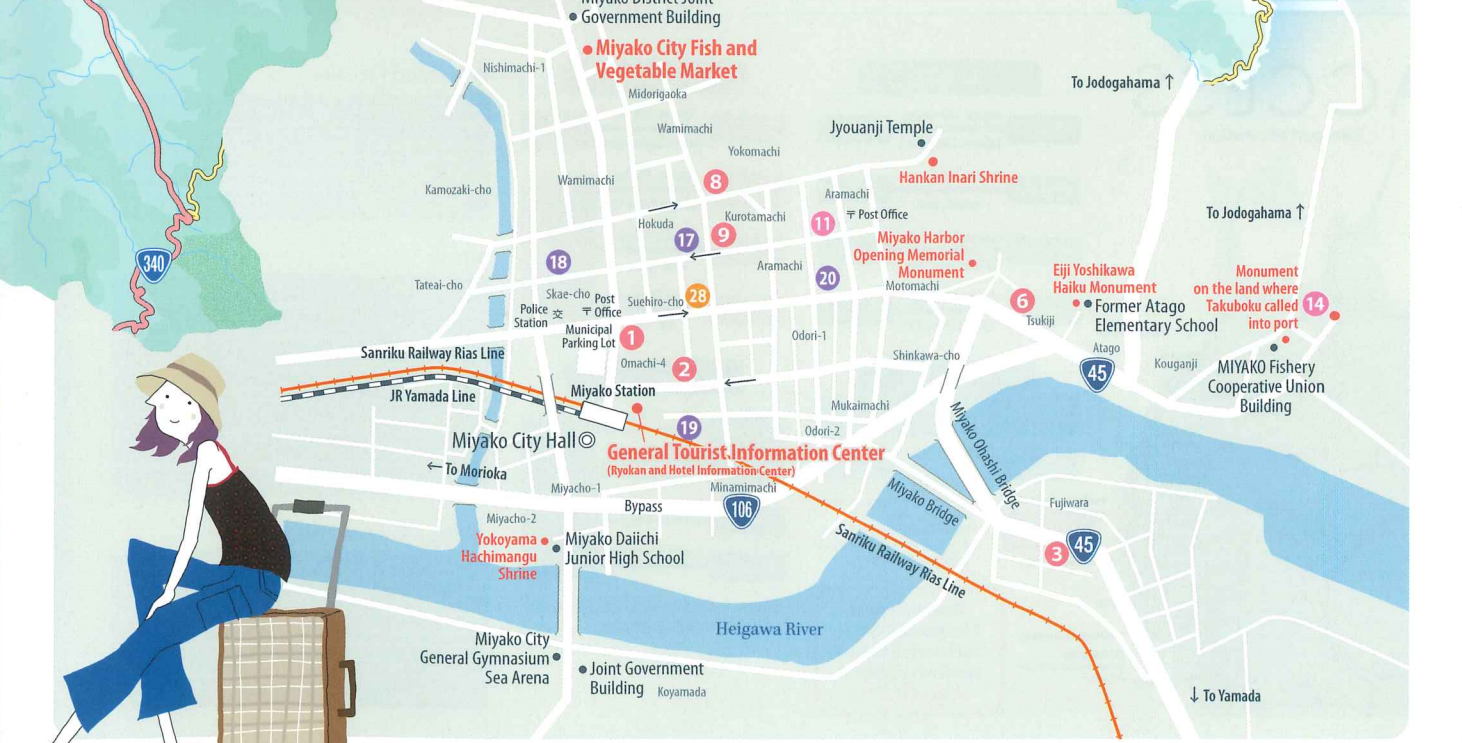 Government Building
Miyako City Fish and
Vegetable Market
Nishimachi-1
Midorigaoka
To Jodogahama ↑
Wamimachi
Jyouanji Temple
Yokomachi
Hankan Inari Shrine
Kamozaki-cho
Wamimachi
8
Aramachi
Kurotamachi
11
〒Post Office
To Jodogahama ↑
Hokuda
17
9
Miyako Harbor
Opening Memorial
Monument
340
18
Aramachi
20
Eiji Yoshikawa
Haiku Monument
Monument
on the land where
Takuboku called
into port
14
Tateai-cho
Skae-cho
Post
〒Office
Suehiro-cho
28
Motomachi
6
Tsukiji
Former Atago
Elementary School
Police
Station
交
Municipal
Parking Lot
1
Odori-1
Atago
Kouganji
MIYAKO Fishery
Cooperative Union
Building
Sanriku Railway Rias Line
Omachi-4
2
Shinkawa-cho
45
JR Yamada Line
Miyako Station
Mukaimachi
Miyako City Hall
19
Odori-2
Miyako Ohashi Bridge
General Tourist Information Center
(Ryokan and Hotel Information Center)
←To Morioka
Miyacho-1
Minamimachi
Miyako Bridge
Bypass
106
Fujiwara
Miyacho-2
Yokoyama
Hachimangu
Shrine
Miyako Daiichi
Junior High School
Sanriku Railway Rias Line
3
45
Heigawa River
Miyako City
General Gymnasium
Sea Arena
Joint Government
Building
Koyamada
↓To Yamada